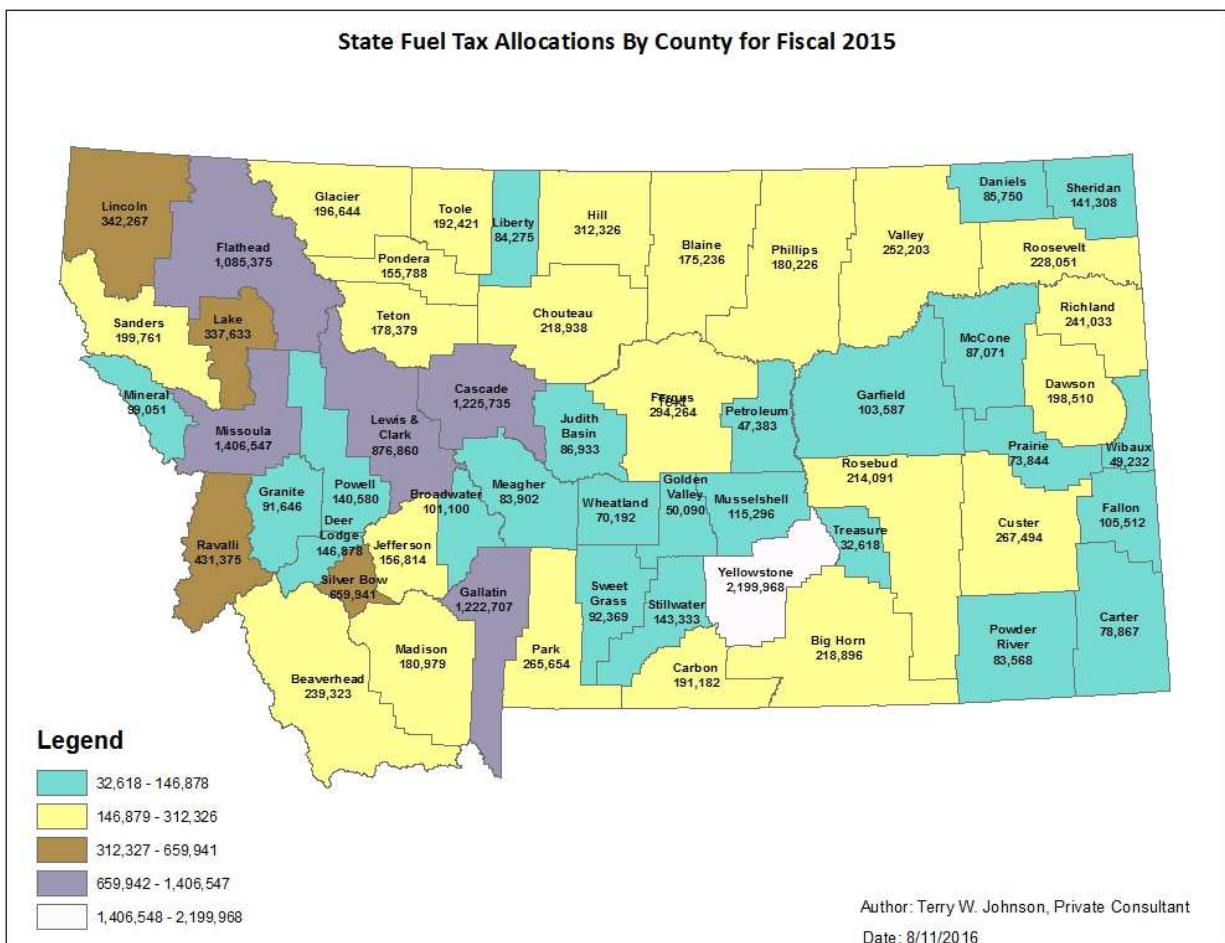 State Fuel Tax Allocations By County for Fiscal 2015
Lincoln
342,267
Flathead
1,085,375
Glacier
196,644
Toole
192,421
Liberty
84,275
Hill
312,326
Blaine
175,236
Phillips
180,226
Valley
252,203
Daniels
85,750
Sheridan
141,308
Roosevelt
228,051
Pondera
155,788
Teton
178,379
Chouteau
218,938
Richland
241,033
McCone
87,071
Sanders
199,761
Lake
337,633
Dawson
198,510
Mineral
99,051
Missoula
1,406,547
Lewis &
Clark
876,860
Cascade
1,225,735
Judith
Basin
86,933
Fergus
294,264
Petroleum
47,383
Garfield
103,587
Prairie
73,844
Wibaux
49,232
Rosebud
214,091
Granite
91,646
Powell
140,580
Broadwater
101,100
Meagher
83,902
Wheatland
70,192
Golden
Valley
50,090
Musselshell
115,296
Treasure
32,618
Custer
267,494
Fallon
105,512
Ravalli
431,375
Deer
Lodge
146,878
Jefferson
156,814
Silver Bow
659,941
Gallatin
1,222,707
Sweet
Grass
92,369
Stillwater
143,333
Yellowstone
2,199,968
Powder
River
83,568
Carter
78,867
Beaverhead
239,323
Madison
180,979
Park
265,654
Carbon
191,182
Big Horn
218,896
Legend
32,618 - 146,878
146,879 - 312,326
312,327 - 659,941
659,942 - 1,406,547
1,406,548 - 2,199,968
Author: Terry W. Johnson, Private Consultant
Date: 8/11/2016